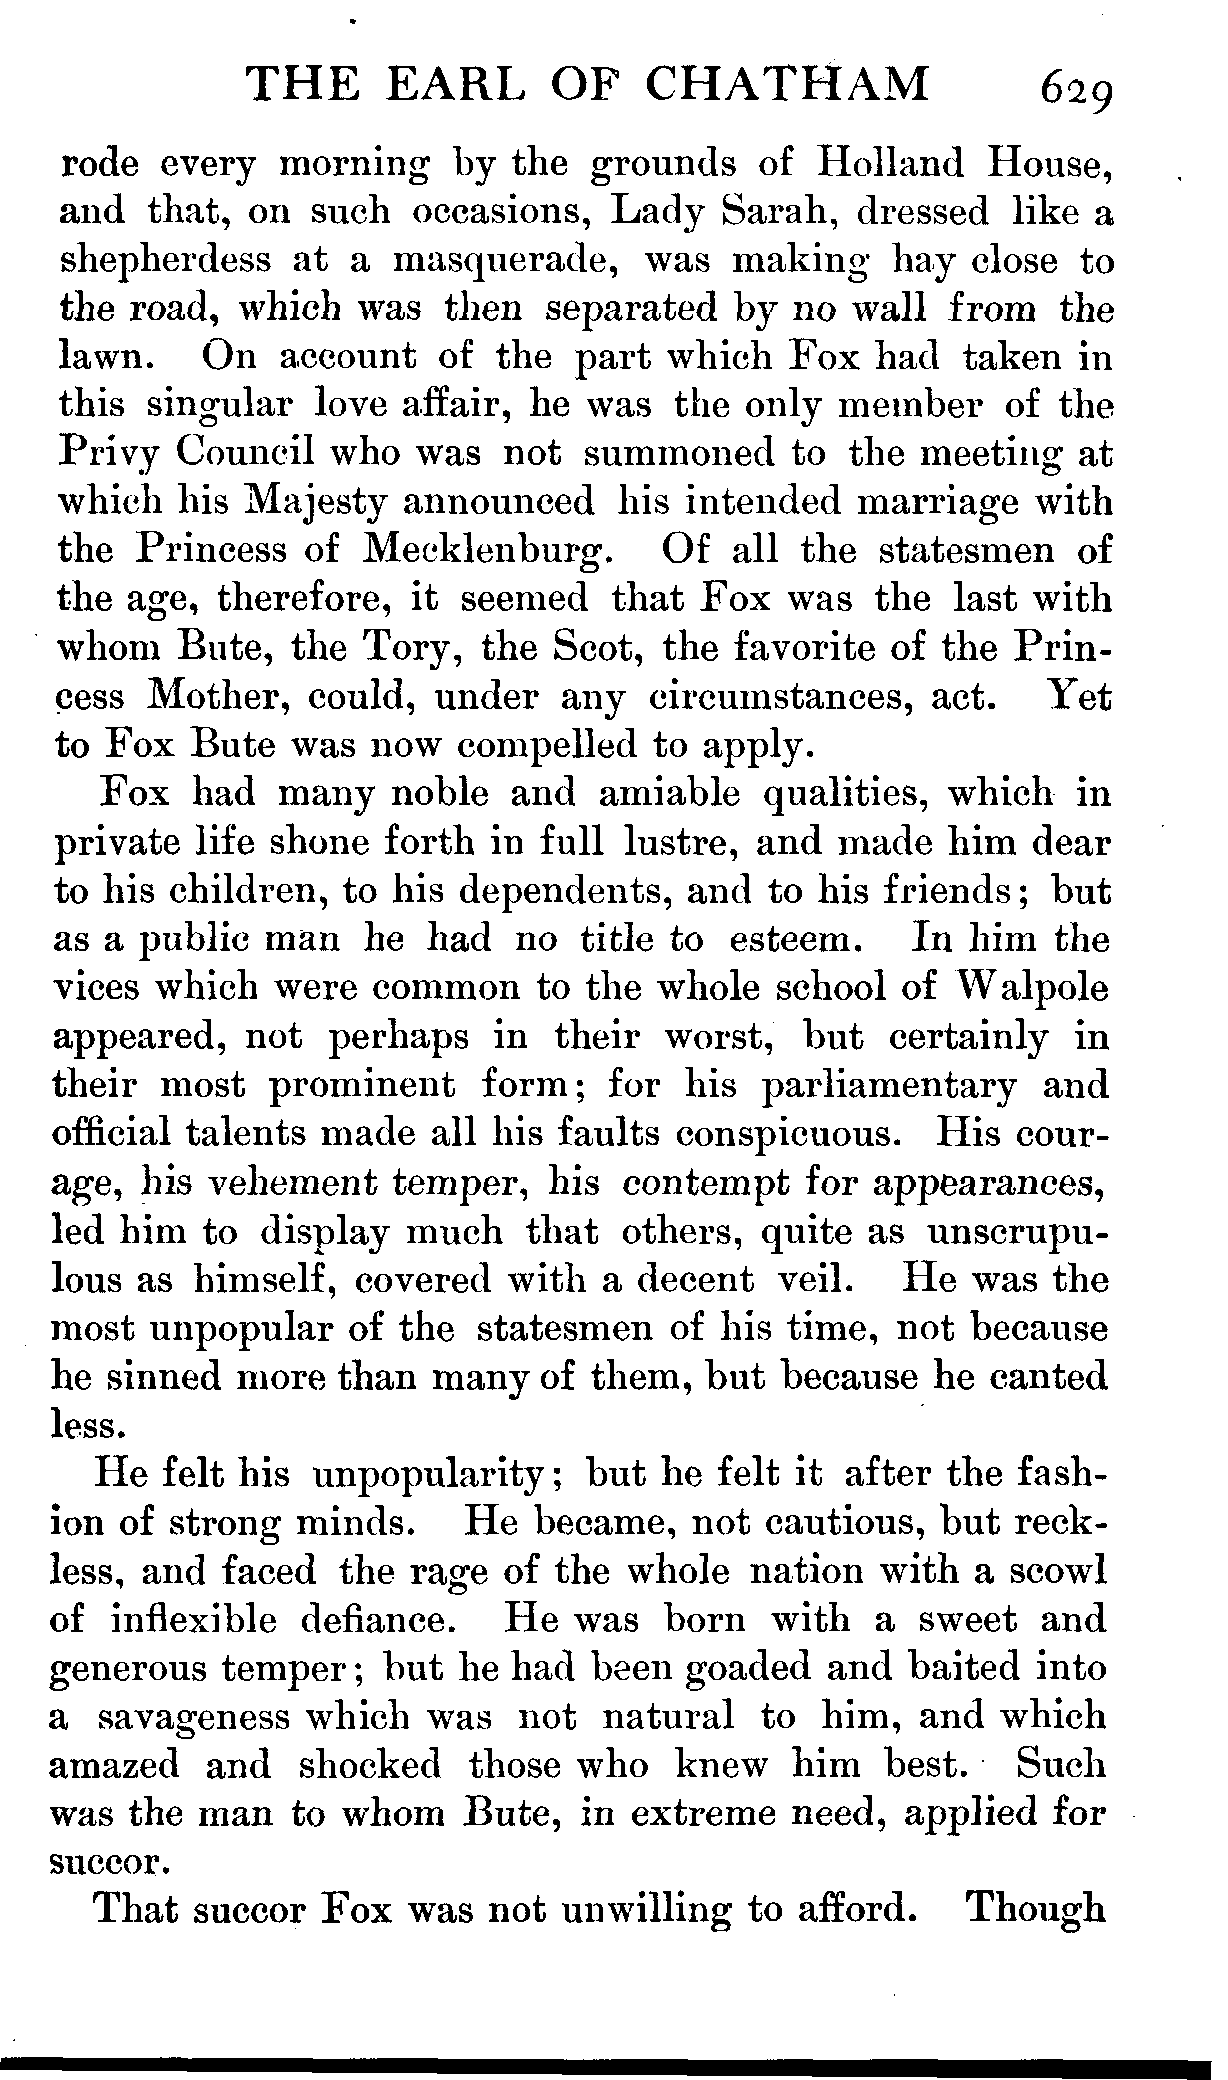 THE EARL OF CHATHAM 629
rode every morning by the grounds of Holland House,
and that, on such occasions, Lady Sarah, dressed like a
shepherdess at a masquerade, was making hay close to
the road, which was then separated by no wall from the
lawn. On account of the part which Fox had taken in
this singular love affair, he was the only member of the
Privy Council who was not summoned to the meeting at
which his Majesty announced his intended marriage with
the Princess of Mecklenburg. Of all the statesmen of
the age, therefore, it seemed that Fox was the last with
whom Bute, the Tory, the Scot, the favorite of the Prin-
cess Mother, could, under any circumstances, act. Yet
to Fox Bute was now compelled to apply.
Fox had many noble and amiable qualities, which in
private life shone forth in full lustre, and made him dear
to his children, to his dependents, and to his friends; but
as a public man he had no title to esteem. In him the
vices which were common to the whole school of Walpole
appeared, not perhaps in their worst, but certainly in
their most prominent form; for his parliamentary and
official talents made all his faults conspicuous. His cour-
age, his vehement temper, his contempt for appearances,
led him to display much that others, quite as unscrupu-
lous as himself, covered with a decent veil. He was the
most unpopular of the statesmen of his time, not because
he sinned more than many of them, but because he canted
less.
He felt his unpopularity; but he felt it after the fash-
ion of strong minds. He became, not cautious, but reck-
less, and faced the rage of the whole nation with a scowl
of inflexible defiance. He was born with a sweet and
generous temper; but he had been goaded and baited into
a savageness which was not natural to him, and which
amazed and shocked those who knew him best. Such
was the man to whom Bute, in extreme need, applied for
succor.
That succor Fox was not unwilling to afford. Though